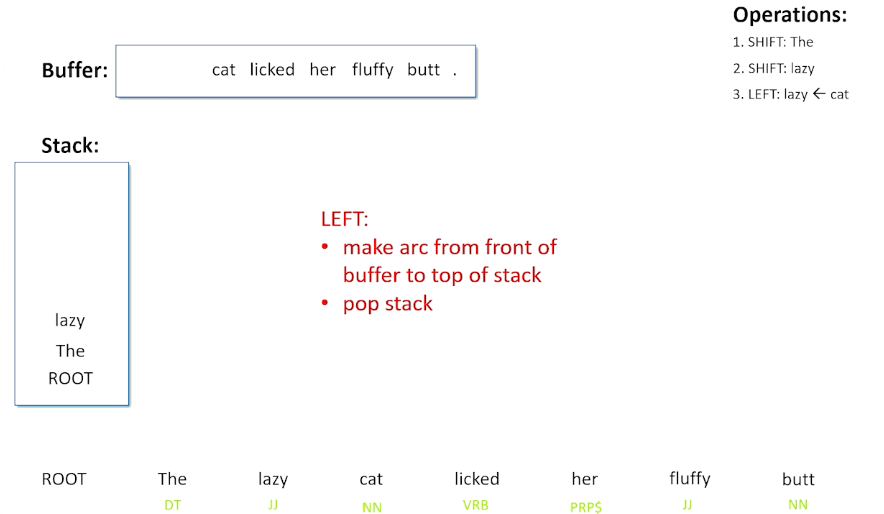 Operations:
1. SHIFT: The
2. SHIFT: lazy
3. LEFT: lazy ← cat
Buffer: cat licked her fluffy butt .
Stack:
lazy
The
ROOT
LEFT:
• make arc from front of
buffer to top of stack
• pop stack
ROOT The lazy cat licked her fluffy butt
DT JJ NN VRB PRP$ JJ NN